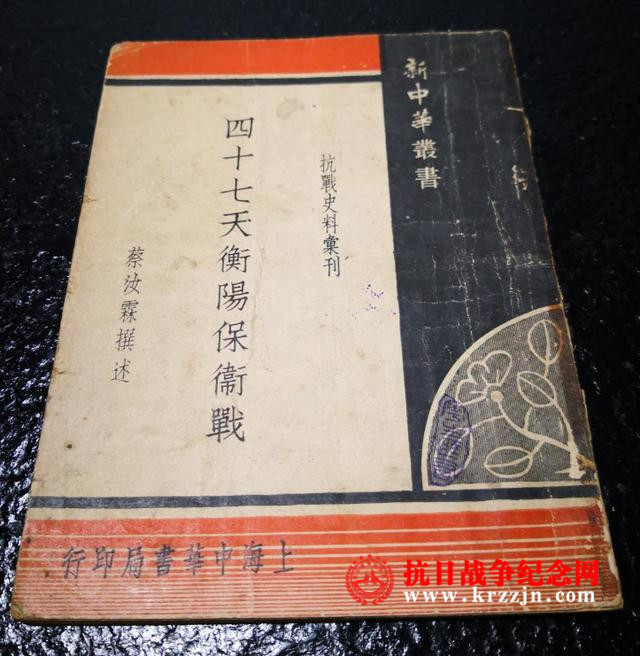 新中華叢書
抗戰史料彙刊
四十七天衡陽保衞戰
蔡汝霖撰述
上海中華書局印行
抗日战争纪念网
www.krzzjn.com